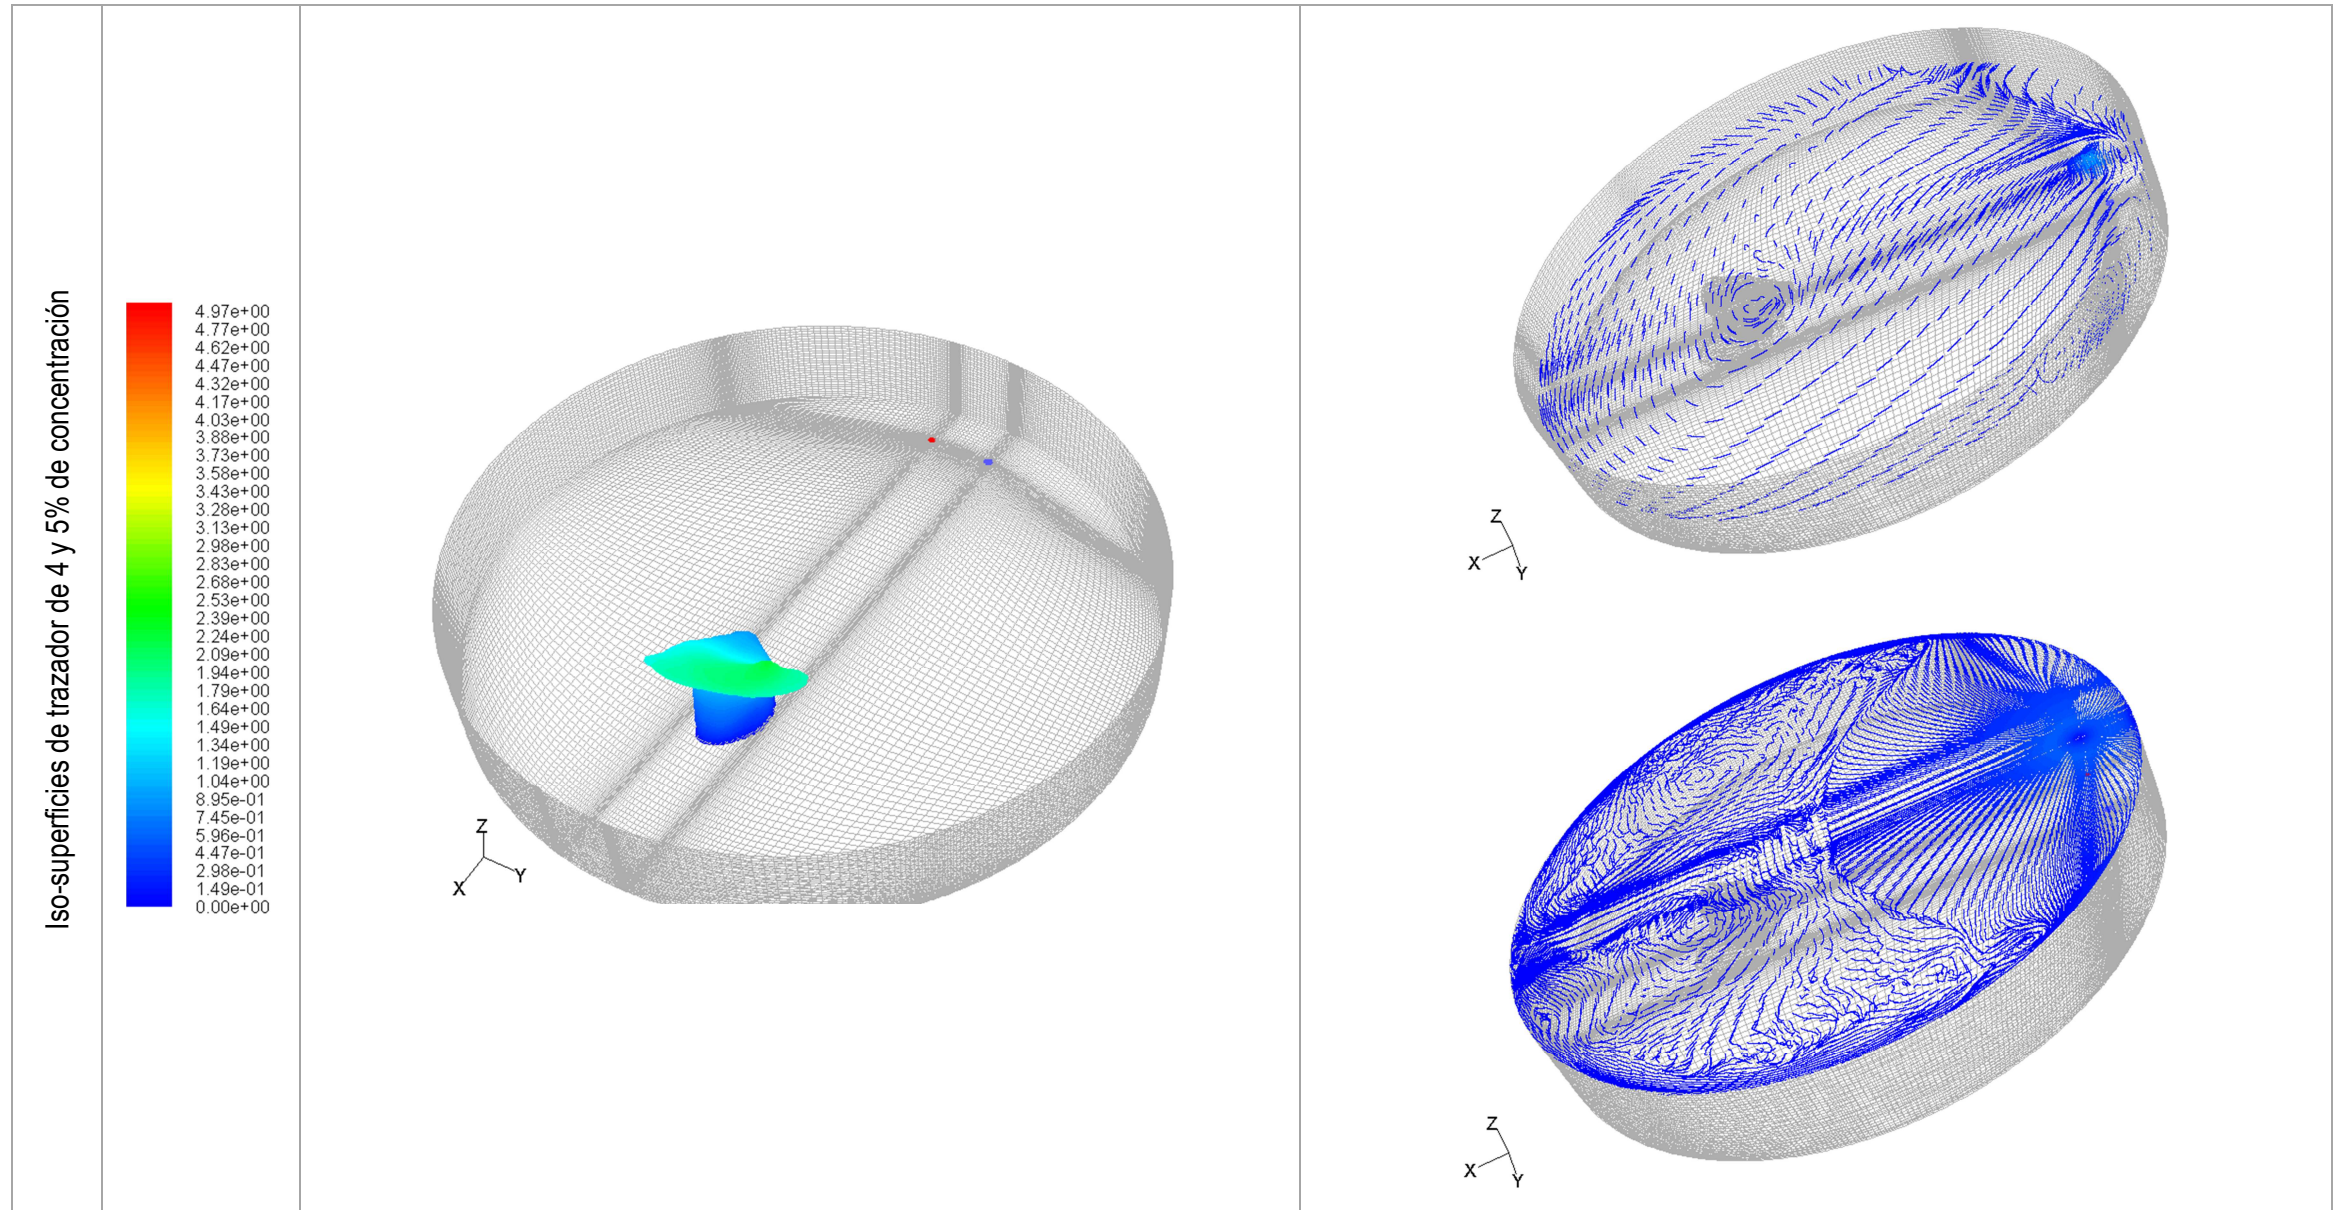 Iso-superficies de trazador de 4 y 5% de concentración
4.97e+00
4.77e+00
4.62e+00
4.47e+00
4.32e+00
4.17e+00
4.03e+00
3.88e+00
3.73e+00
3.58e+00
3.43e+00
3.28e+00
3.13e+00
2.98e+00
2.83e+00
2.68e+00
2.53e+00
2.39e+00
2.24e+00
2.09e+00
1.94e+00
1.79e+00
1.64e+00
1.49e+00
1.34e+00
1.19e+00
1.04e+00
8.95e-01
7.45e-01
5.96e-01
4.47e-01
2.98e-01
1.49e-01
0.00e+00
Z
Y
X
Z
X
Y
Z
X
Y